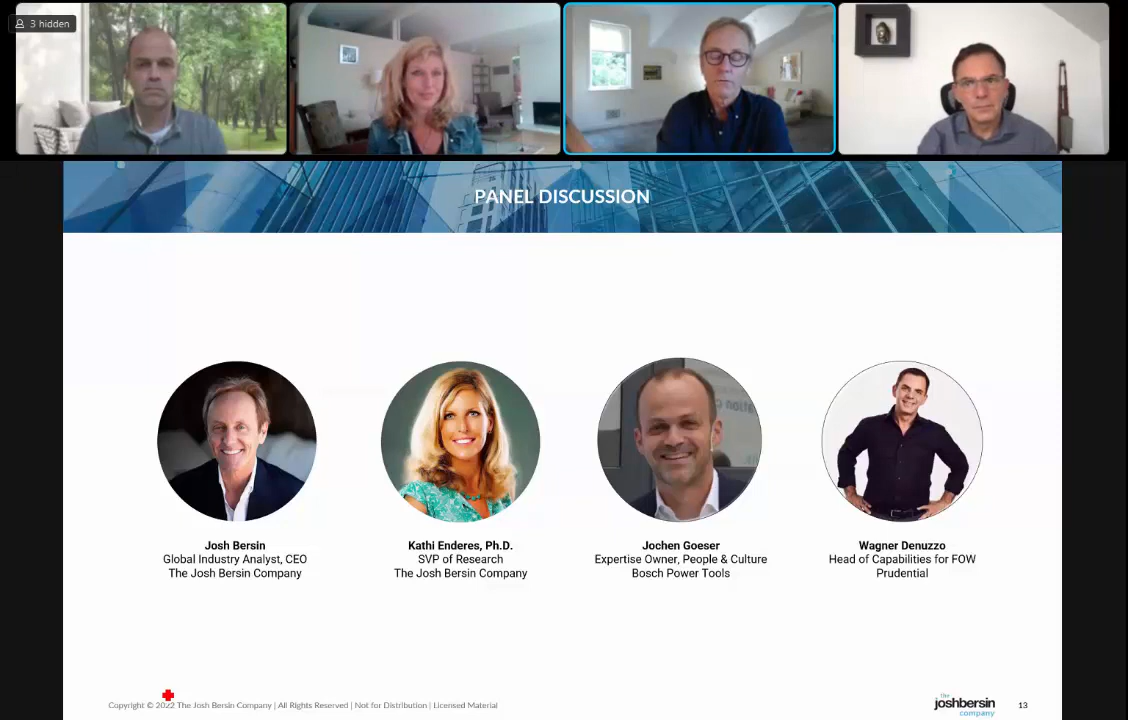 3 hidden
PANEL DISCUSSION
Josh Bersin
Global Industry Analyst, CEO
The Josh Bersin Company
Kathi Enderes, Ph.D.
SVP of Research
The Josh Bersin Company
Jochen Goeser
Expertise Owner, People & Culture
Bosch Power Tools
Wagner Denuzzo
Head of Capabilities for FOW
Prudential
Copyright © 2022 The Josh Bersin Company | All Rights Reserved | Not for Distribution | Licensed Material
the
joshbersin
company
13